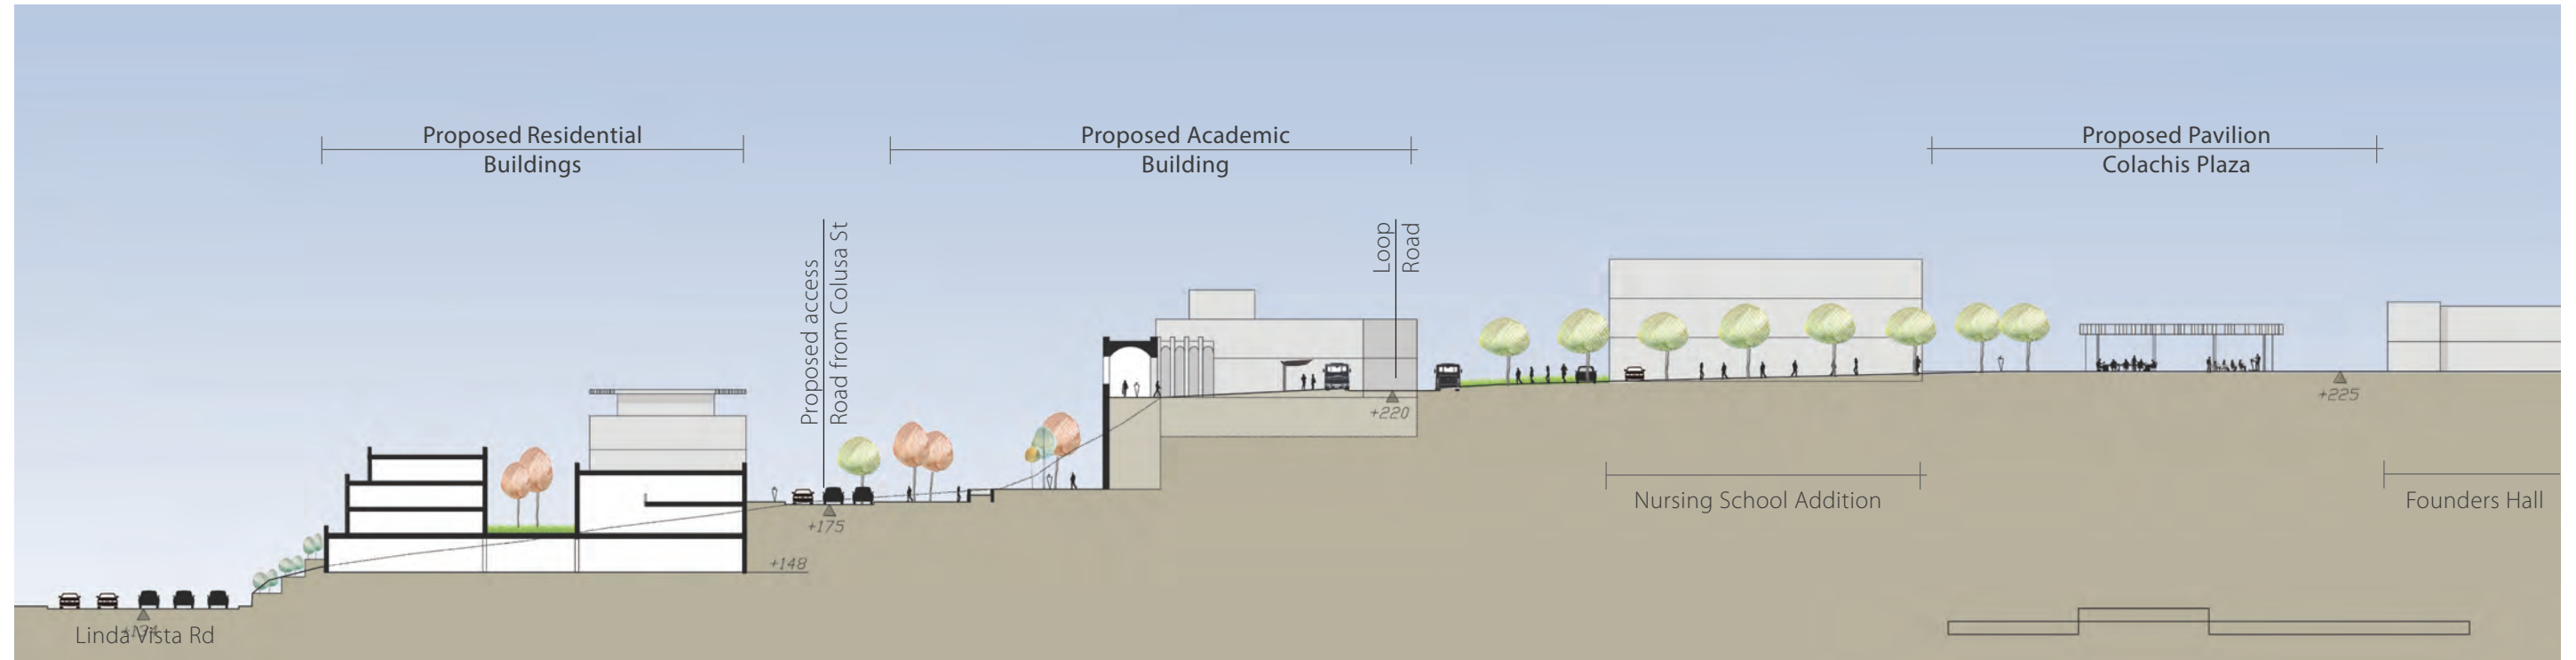 Proposed Residential
Buildings
Proposed Academic
Building
Proposed Pavilion
Colachis Plaza
Proposed access
Road from Colusa St
Loop
Road
+220
+225
+175
+148
+134
Nursing School Addition
Founders Hall
Linda Vista Rd